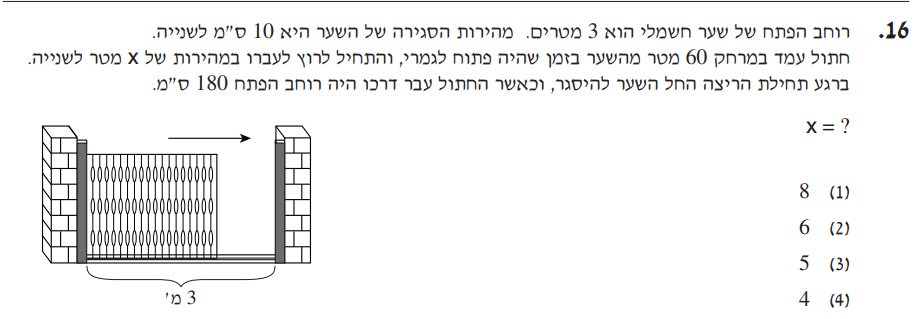 16. רוחב הפתח של שער חשמלי הוא 3 מטרים. מהירות הסגירה של השער היא 10 ס"מ לשנייה.
חתול עמד במרחק 60 מטר מהשער בזמן שהיה פתוח לגמרי, והתחיל לרוץ לעברו במהירות של x מטר לשנייה.
ברגע תחילת הריצה החל השער להיסגר, וכאשר החתול עבר דרכו היה רוחב הפתח 180 ס"מ.
x = ?
(1) 8
(2) 6
(3) 5
(4) 4
3 מ'